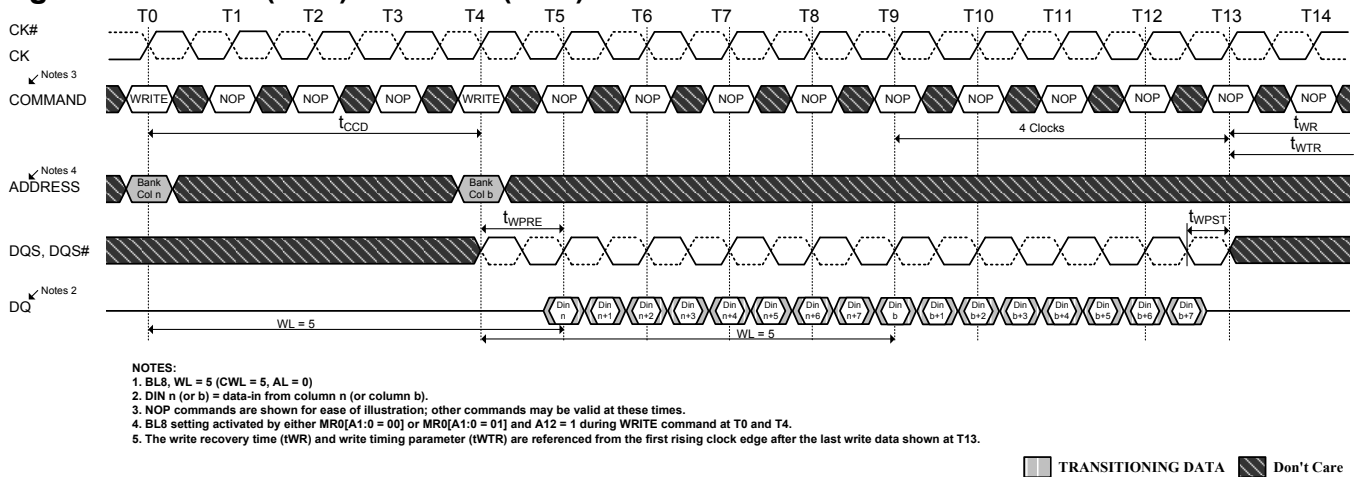 T0 T1 T2 T3 T4 T5 T6 T7 T8 T9 T10 T11 T12 T13 T14
CK#
CK
Notes 3
COMMAND WRITE NOP NOP NOP WRITE NOP NOP NOP NOP NOP NOP NOP NOP NOP NOP
tCCD 4 Clocks tWR
tWTR
Notes 4
ADDRESS Bank Col n Bank Col b
tWPRE tWPST
DQS, DQS#
Notes 2
DQ Din n Din n+1 Din n+2 Din n+3 Din n+4 Din n+5 Din n+6 Din n+7 Din b Din b+1 Din b+2 Din b+3 Din b+4 Din b+5 Din b+6 Din b+7
WL = 5 WL = 5
NOTES:
1. BL8, WL = 5 (CWL = 5, AL = 0)
2. DIN n (or b) = data-in from column n (or column b).
3. NOP commands are shown for ease of illustration; other commands may be valid at these times.
4. BL8 setting activated by either MR0[A1:0 = 00] or MR0[A1:0 = 01] and A12 = 1 during WRITE command at T0 and T4.
5. The write recovery time (tWR) and write timing parameter (tWTR) are referenced from the first rising clock edge after the last write data shown at T13.
TRANSITIONING DATA Don't Care